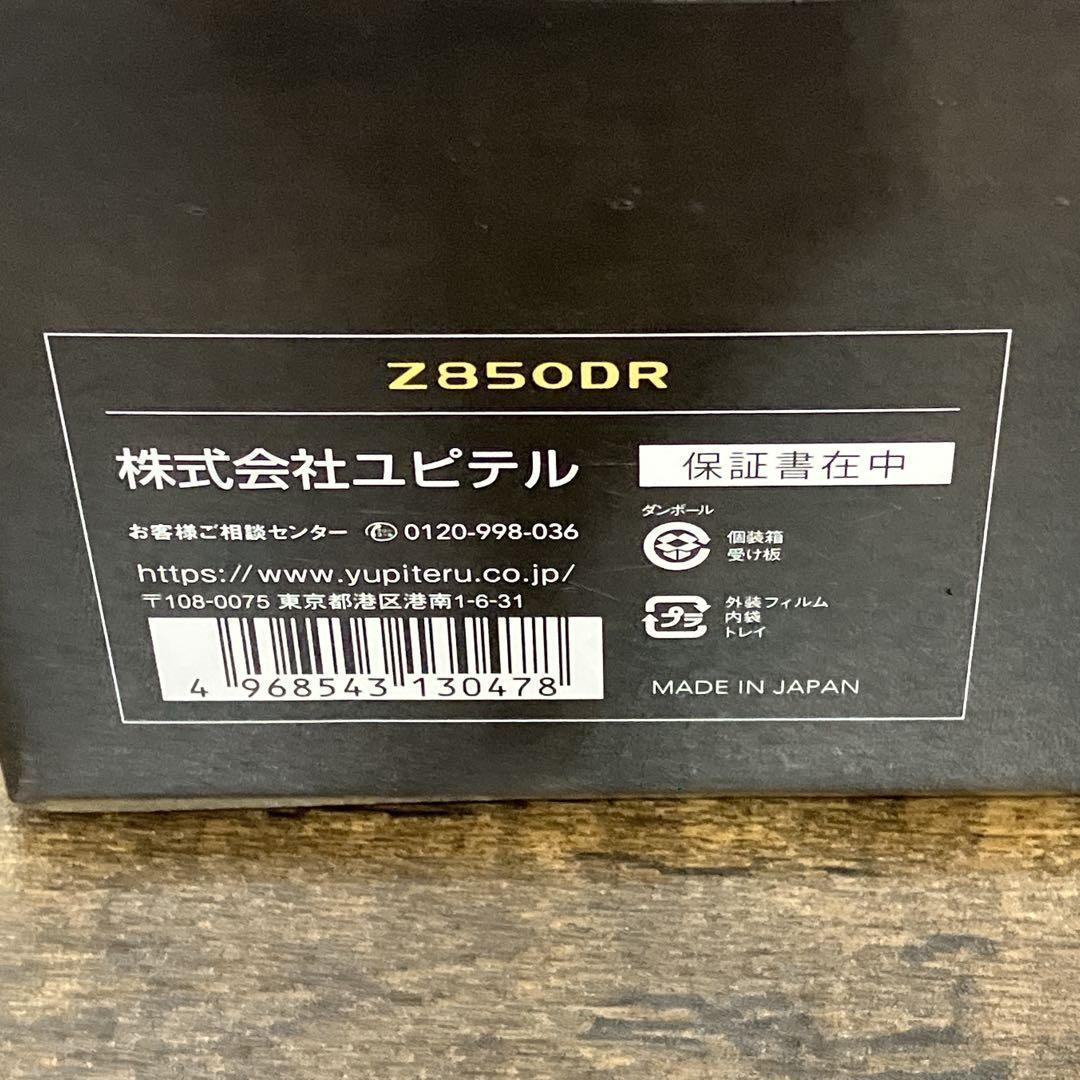 Z850DR
株式会社ユピテル
保証書在中
お客様ご相談センター 0120-998-036
https://www.yupiteru.co.jp/
〒108-0075 東京都港区港南1-6-31
4 968543 130478
ダンボール
個装箱
受け板
プラ
外装フィルム
内袋
トレイ
MADE IN JAPAN